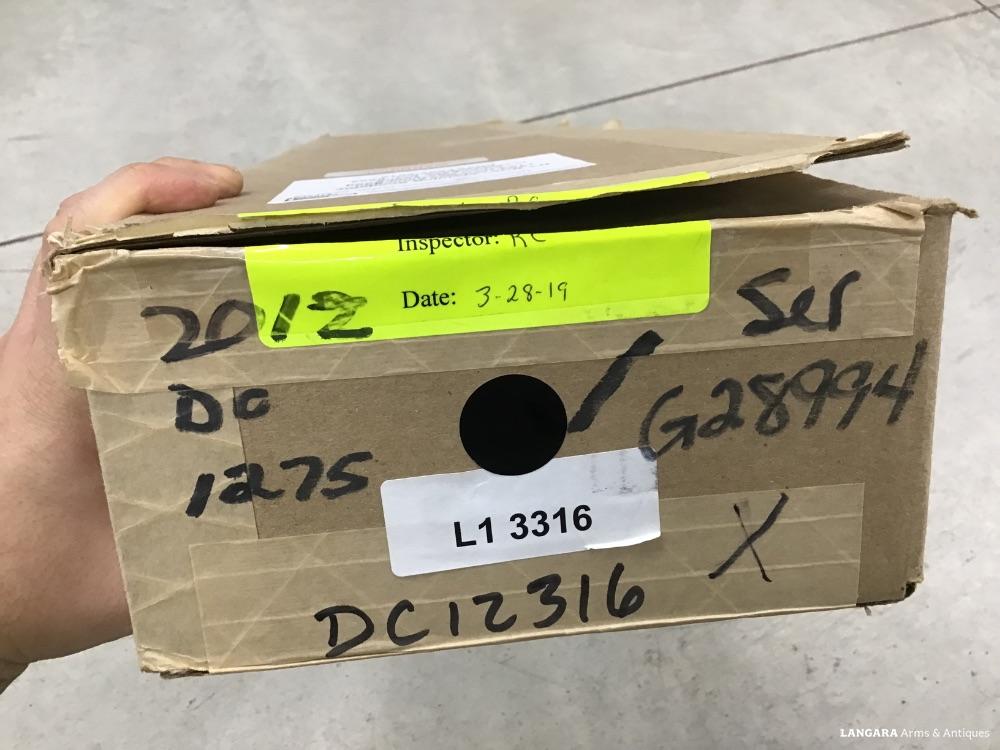 Inspector: RC
Date: 3-28-19
2012
Ser
DC
1275
G28994
L1 3316
X
DC12316
LANGARA Arms & Antiques